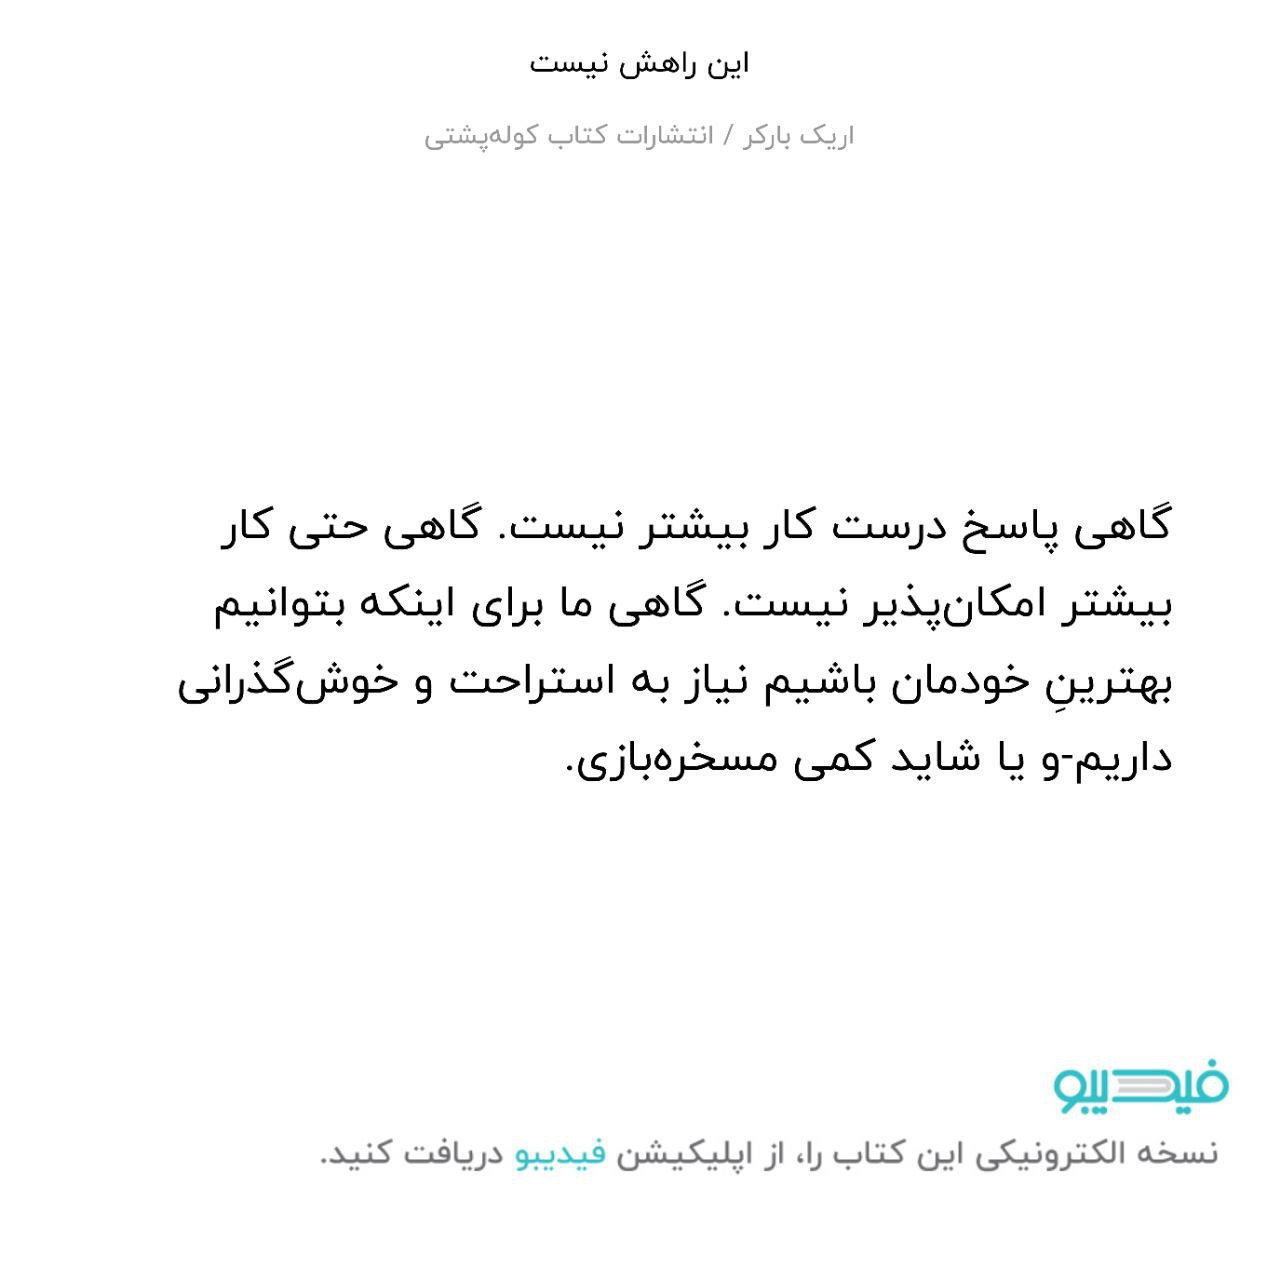 این راهش نیست
اریک بارکر / انتشارات کتاب کوله‌پشتی
گاهی پاسخ درست کار بیشتر نیست. گاهی حتی کار
بیشتر امکان‌پذیر نیست. گاهی ما برای اینکه بتوانیم
بهترینِ خودمان باشیم نیاز به استراحت و خوش‌گذرانی
داریم-و یا شاید کمی مسخره‌بازی.
فیدیبو
نسخه الکترونیکی این کتاب را، از اپلیکیشن فیدیبو دریافت کنید.